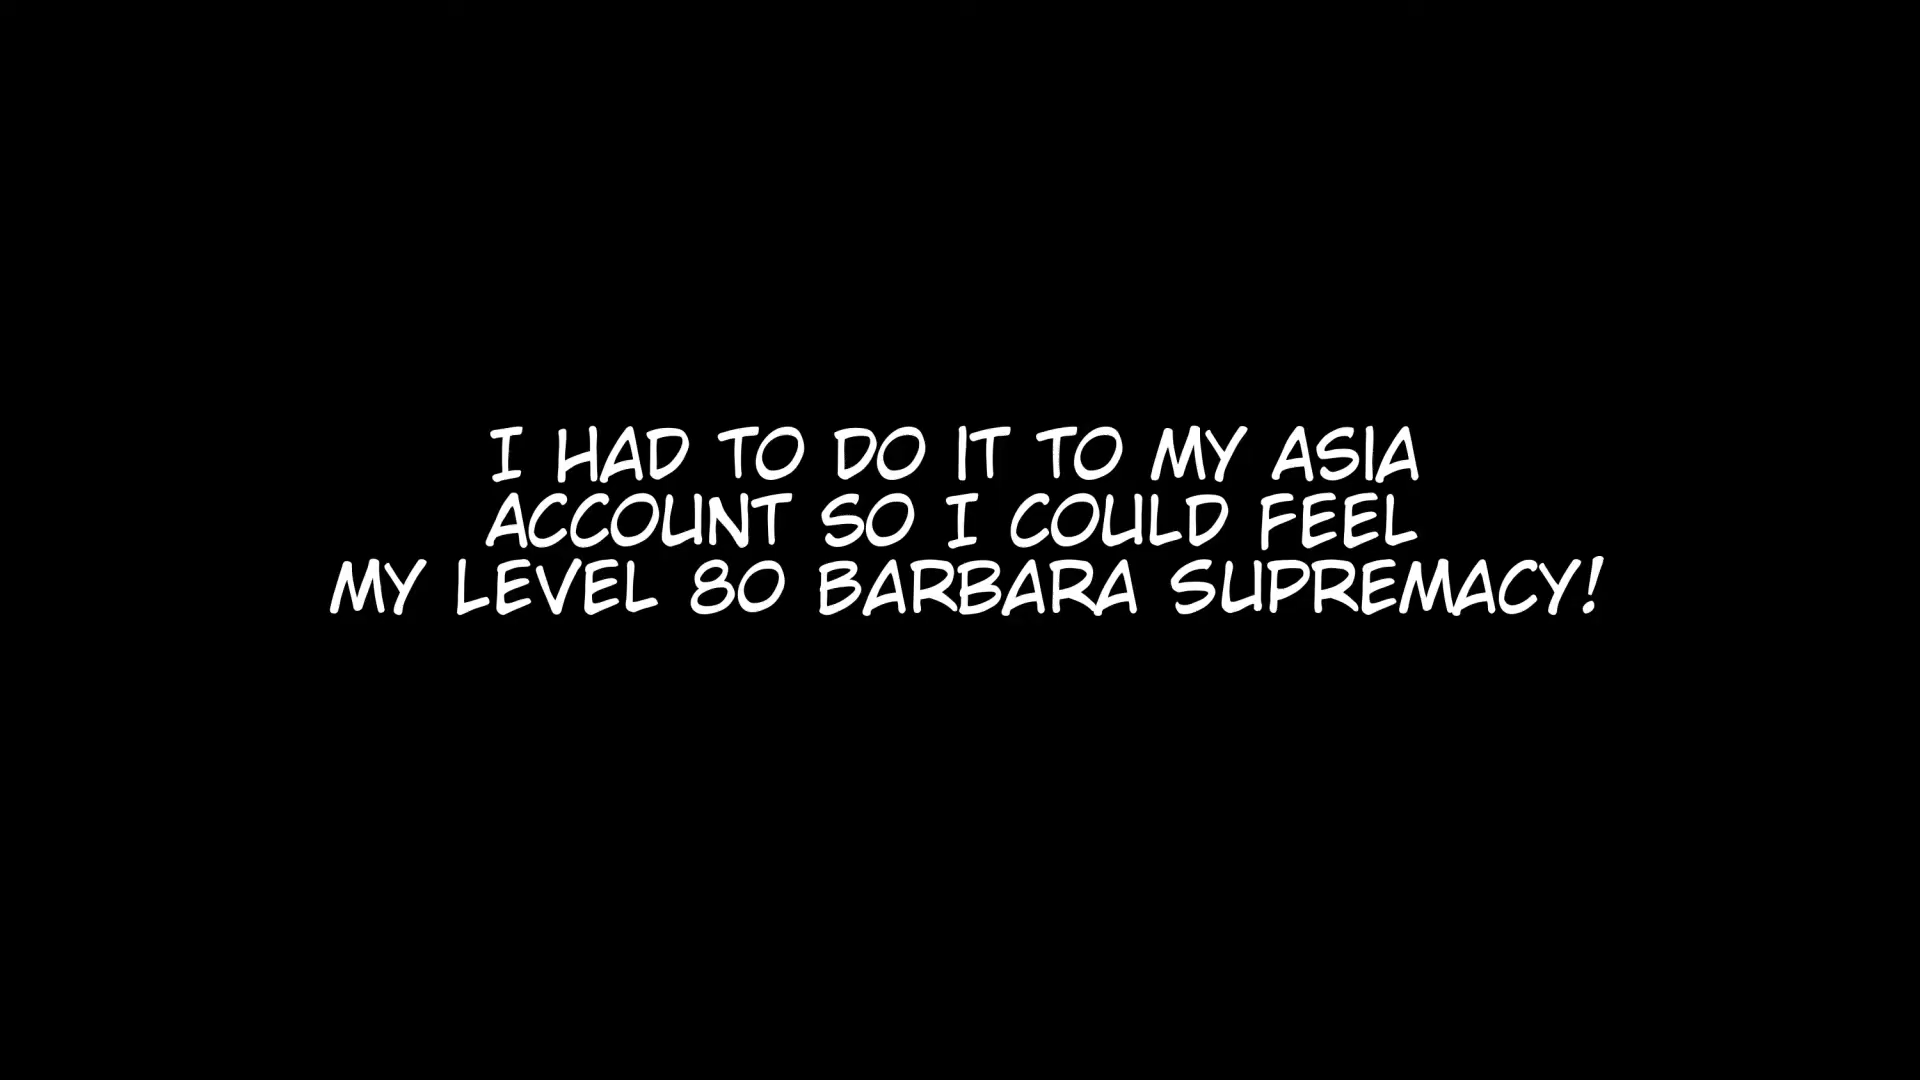 I HAD TO DO IT TO MY ASIA
ACCOUNT SO I COULD FEEL
MY LEVEL 80 BARBARA SUPREMACY!